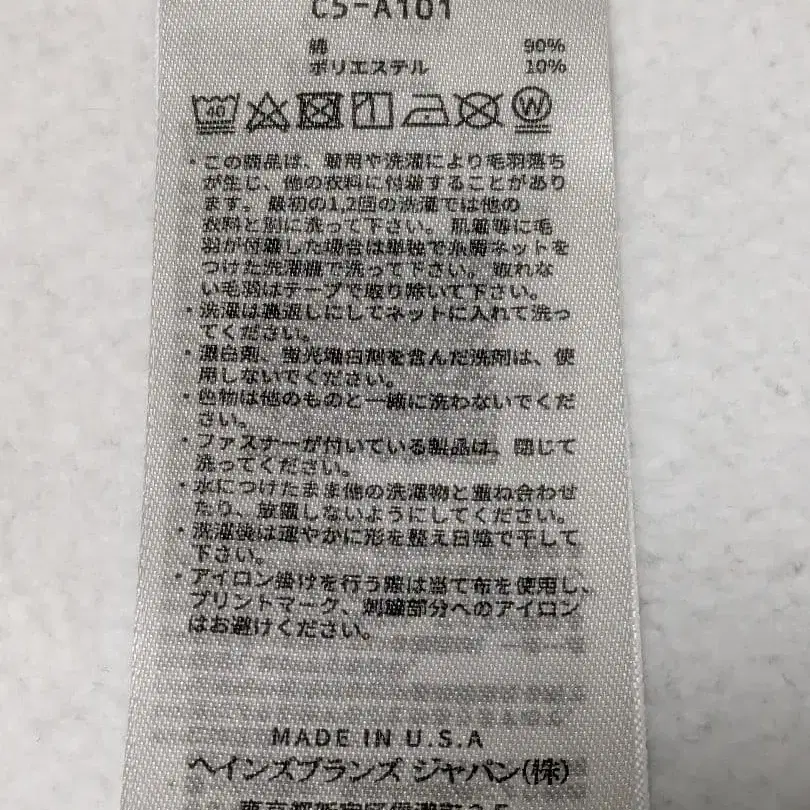 C5-A101
綿 90%
ポリエステル 10%
40
W
・この商品は、着用や洗濯により毛羽落ち
が生じ、他の衣料に付着することがあり
ます。最初の1,2回の洗濯では他の
衣料と別に洗って下さい。肌着等に毛
羽が付着した場合は単独で糸屑ネットを
つけた洗濯機で洗って下さい。取れな
い毛羽はテープで取り除いて下さい。
・洗濯は裏返しにしてネットに入れて洗っ
てください。
・漂白剤、蛍光増白剤を含んだ洗剤は、使
用しないでください。
・色物は他のものと一緒に洗わないでくだ
さい。
・ファスナーが付いている製品は、閉じて
洗ってください。
・水につけたまま他の洗濯物と重ね合わせ
たり、放置しないようにしてください。
・洗濯後は速やかに形を整え日陰で干して
下さい。
・アイロン掛けを行う際は当て布を使用し、
プリントマーク、刺繍部分へのアイロン
はお避けください。
MADE IN U.S.A
ヘインズブランズ ジャパン(株)